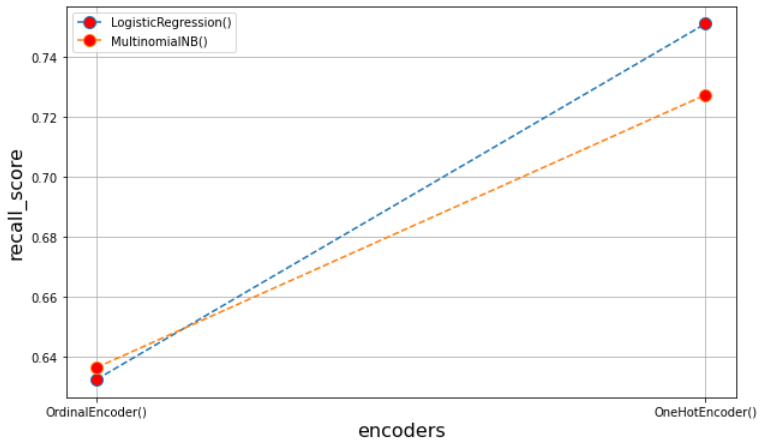 LogisticRegression()
MultinomialNB()
0.74
0.72
0.70
0.68
0.66
0.64
recall_score
OrdinalEncoder()
OneHotEncoder()
encoders